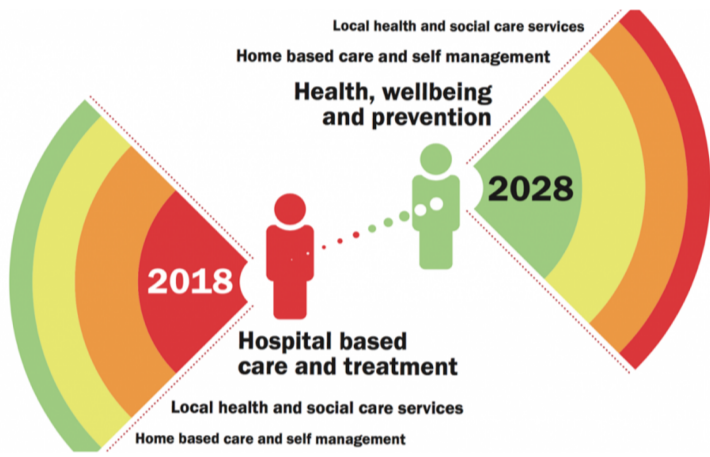 Local health and social care services
Home based care and self management
Health, wellbeing
and prevention
2028
2018
Hospital based
care and treatment
Local health and social care services
Home based care and self management